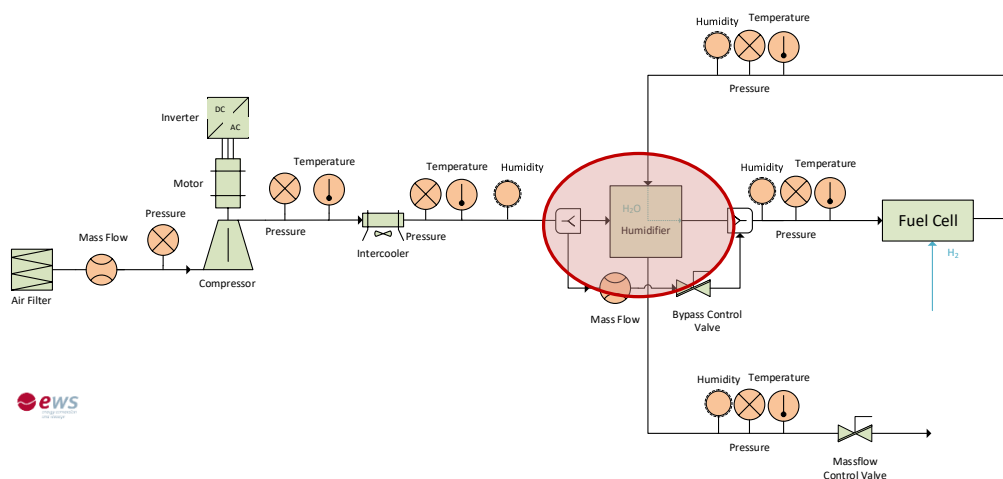 Humidity
Temperature
Pressure
Inverter
DC
AC
Motor
Temperature
Pressure
Temperature
Pressure
Humidity
Pressure
Mass Flow
Air Filter
Compressor
Intercooler
H₂O
Humidifier
Mass Flow
Bypass Control
Valve
Humidity
Temperature
Pressure
Fuel Cell
H₂
Humidity
Temperature
Pressure
Massflow
Control Valve
ews